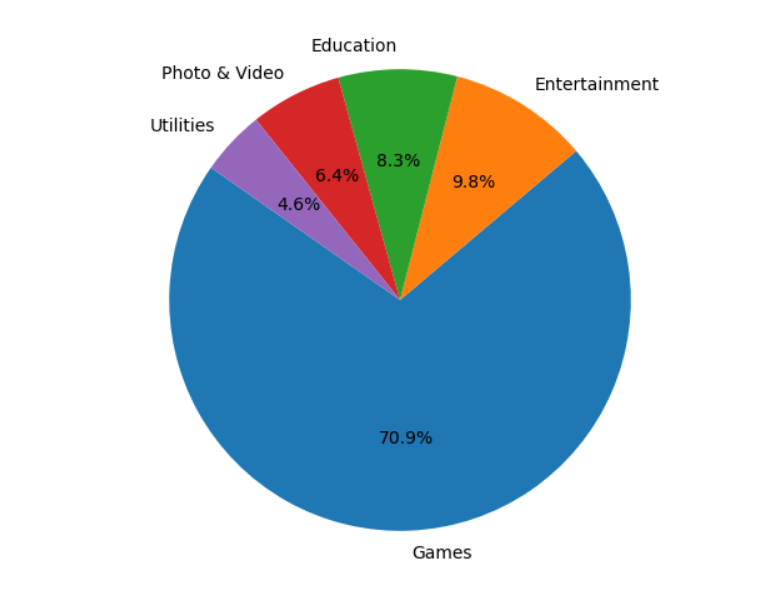 Education
Photo & Video
Entertainment
Utilities
8.3%
6.4%
9.8%
4.6%
70.9%
Games